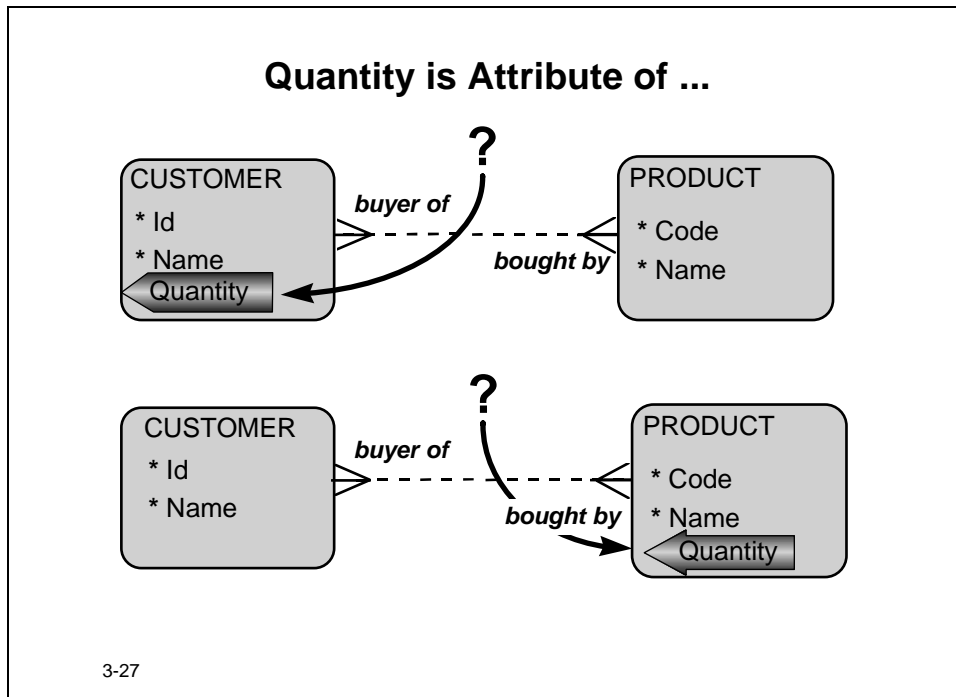 Quantity is Attribute of ...
?
CUSTOMER
* Id
* Name
Quantity
buyer of
bought by
PRODUCT
* Code
* Name
?
CUSTOMER
* Id
* Name
buyer of
bought by
PRODUCT
* Code
* Name
Quantity
3-27